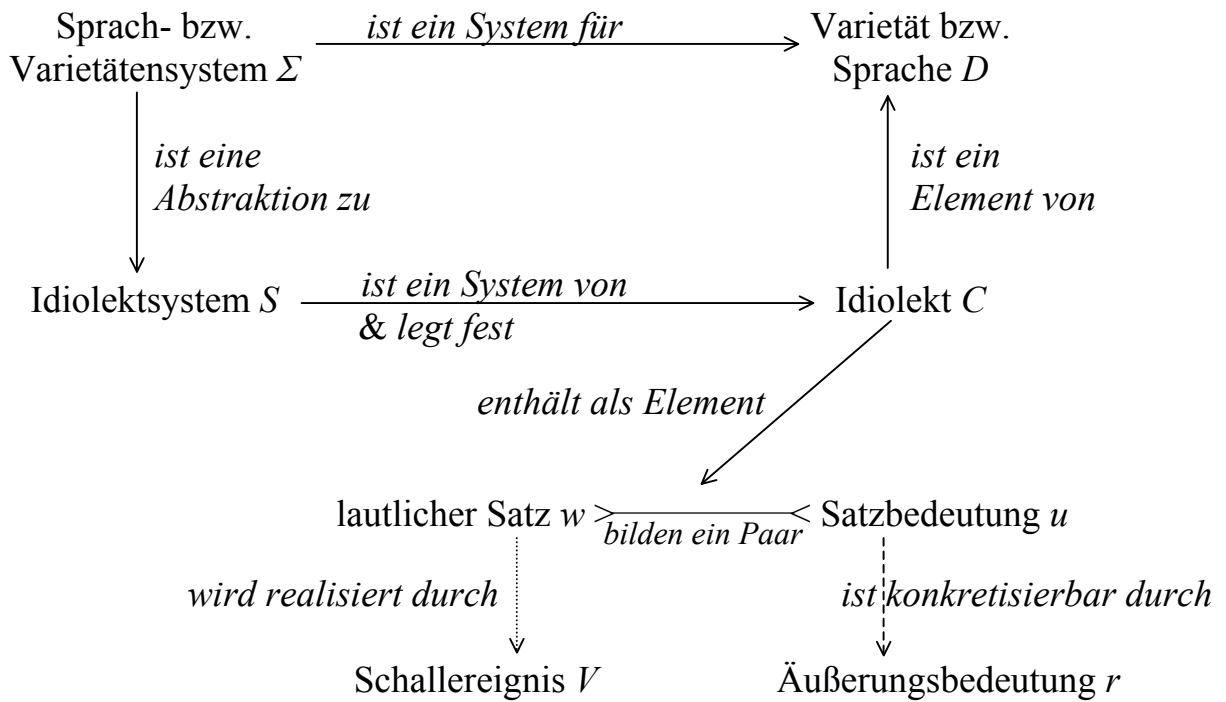 Sprach- bzw.
Varietätensystem Σ
ist ein System für
Varietät bzw.
Sprache D
ist eine
Abstraktion zu
ist ein
Element von
Idiolektsystem S
ist ein System von
& legt fest
Idiolekt C
enthält als Element
lautlicher Satz w
bilden ein Paar
Satzbedeutung u
wird realisiert durch
ist konkretisierbar durch
Schallereignis V
Äußerungsbedeutung r